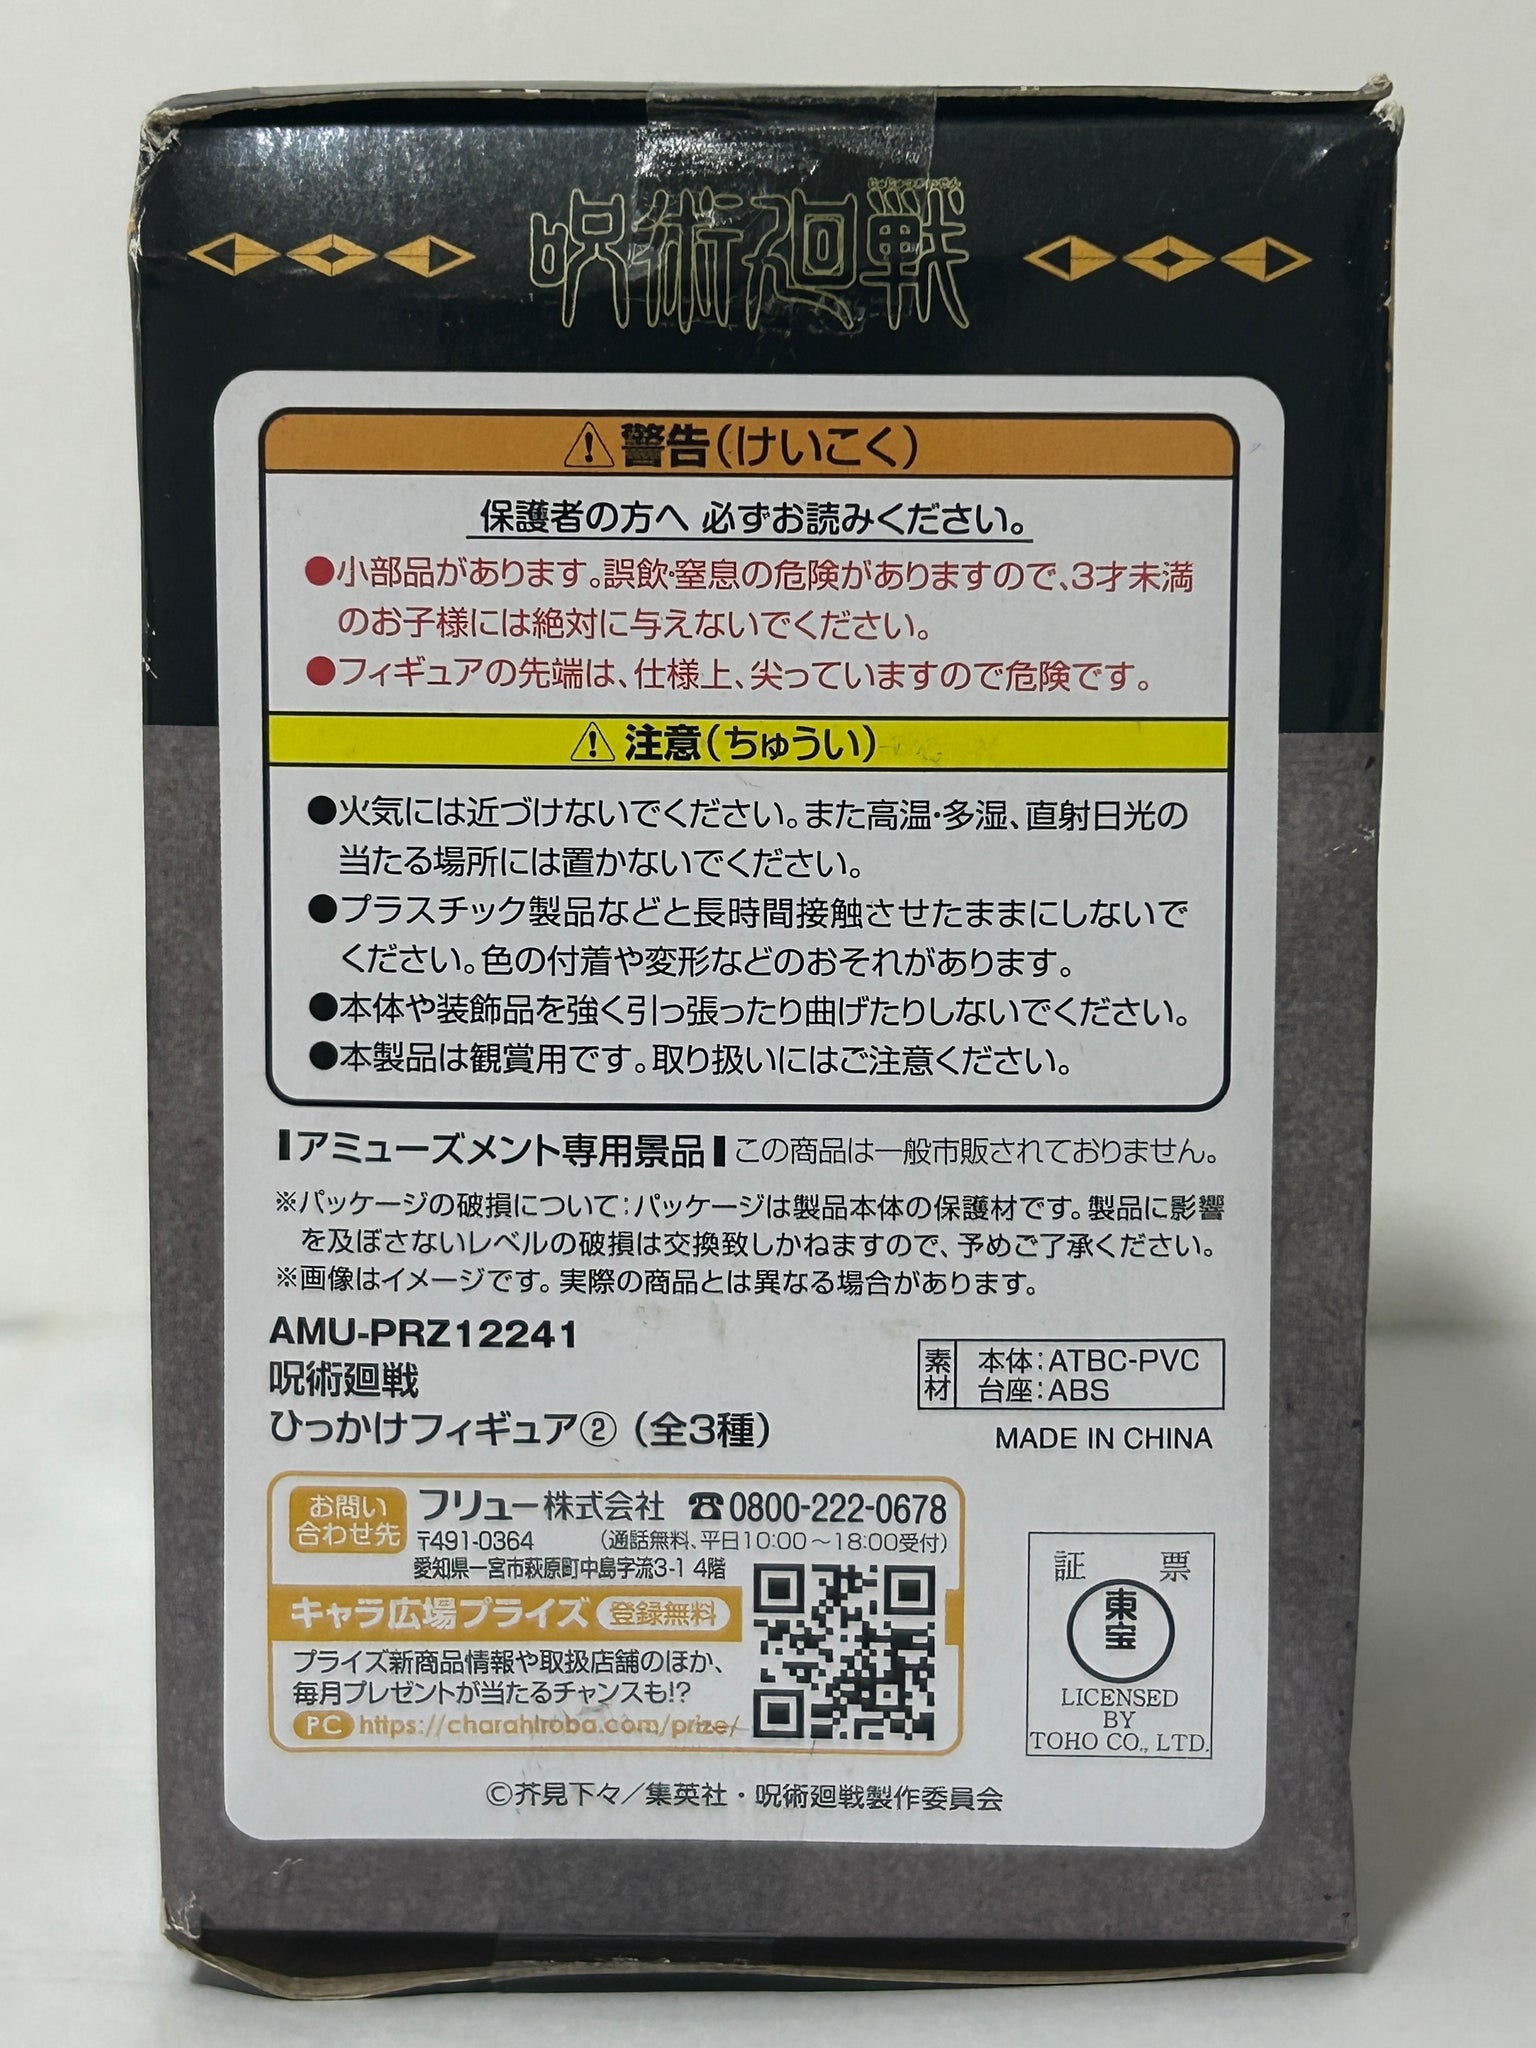 呪術廻戦
⚠警告(けいこく)
保護者の方へ 必ずお読みください。
●小部品があります。誤飲・窒息の危険がありますので、3才未満
のお子様には絶対に与えないでください。
●フィギュアの先端は、仕様上、尖っていますので危険です。
⚠注意(ちゅうい)
●火気には近づけないでください。また高温・多湿、直射日光の
当たる場所には置かないでください。
●プラスチック製品などと長時間接触させたままにしないで
ください。色の付着や変形などのおそれがあります。
●本体や装飾品を強く引っ張ったり曲げたりしないでください。
●本製品は観賞用です。取り扱いにはご注意ください。
▌アミューズメント専用景品▐ この商品は一般市販されておりません。
※パッケージの破損について:パッケージは製品本体の保護材です。製品に影響
を及ぼさないレベルの破損は交換致しかねますので、予めご了承ください。
※画像はイメージです。実際の商品とは異なる場合があります。
AMU-PRZ12241
呪術廻戦
ひっかけフィギュア②(全3種)
素材
本体:ATBC-PVC
台座:ABS
MADE IN CHINA
お問い
合わせ先
フリュー株式会社 ☎0800-222-0678
〒491-0364 (通話無料、平日10:00〜18:00受付)
愛知県一宮市萩原町中島字流3-1 4階
キャラ広場プライズ 登録無料
プライズ新商品情報や取扱店舗のほか、
毎月プレゼントが当たるチャンスも!?
PC https://charahiroba.com/prize/
証 票
東宝
LICENSED
BY
TOHO CO., LTD.
©芥見下々/集英社・呪術廻戦製作委員会